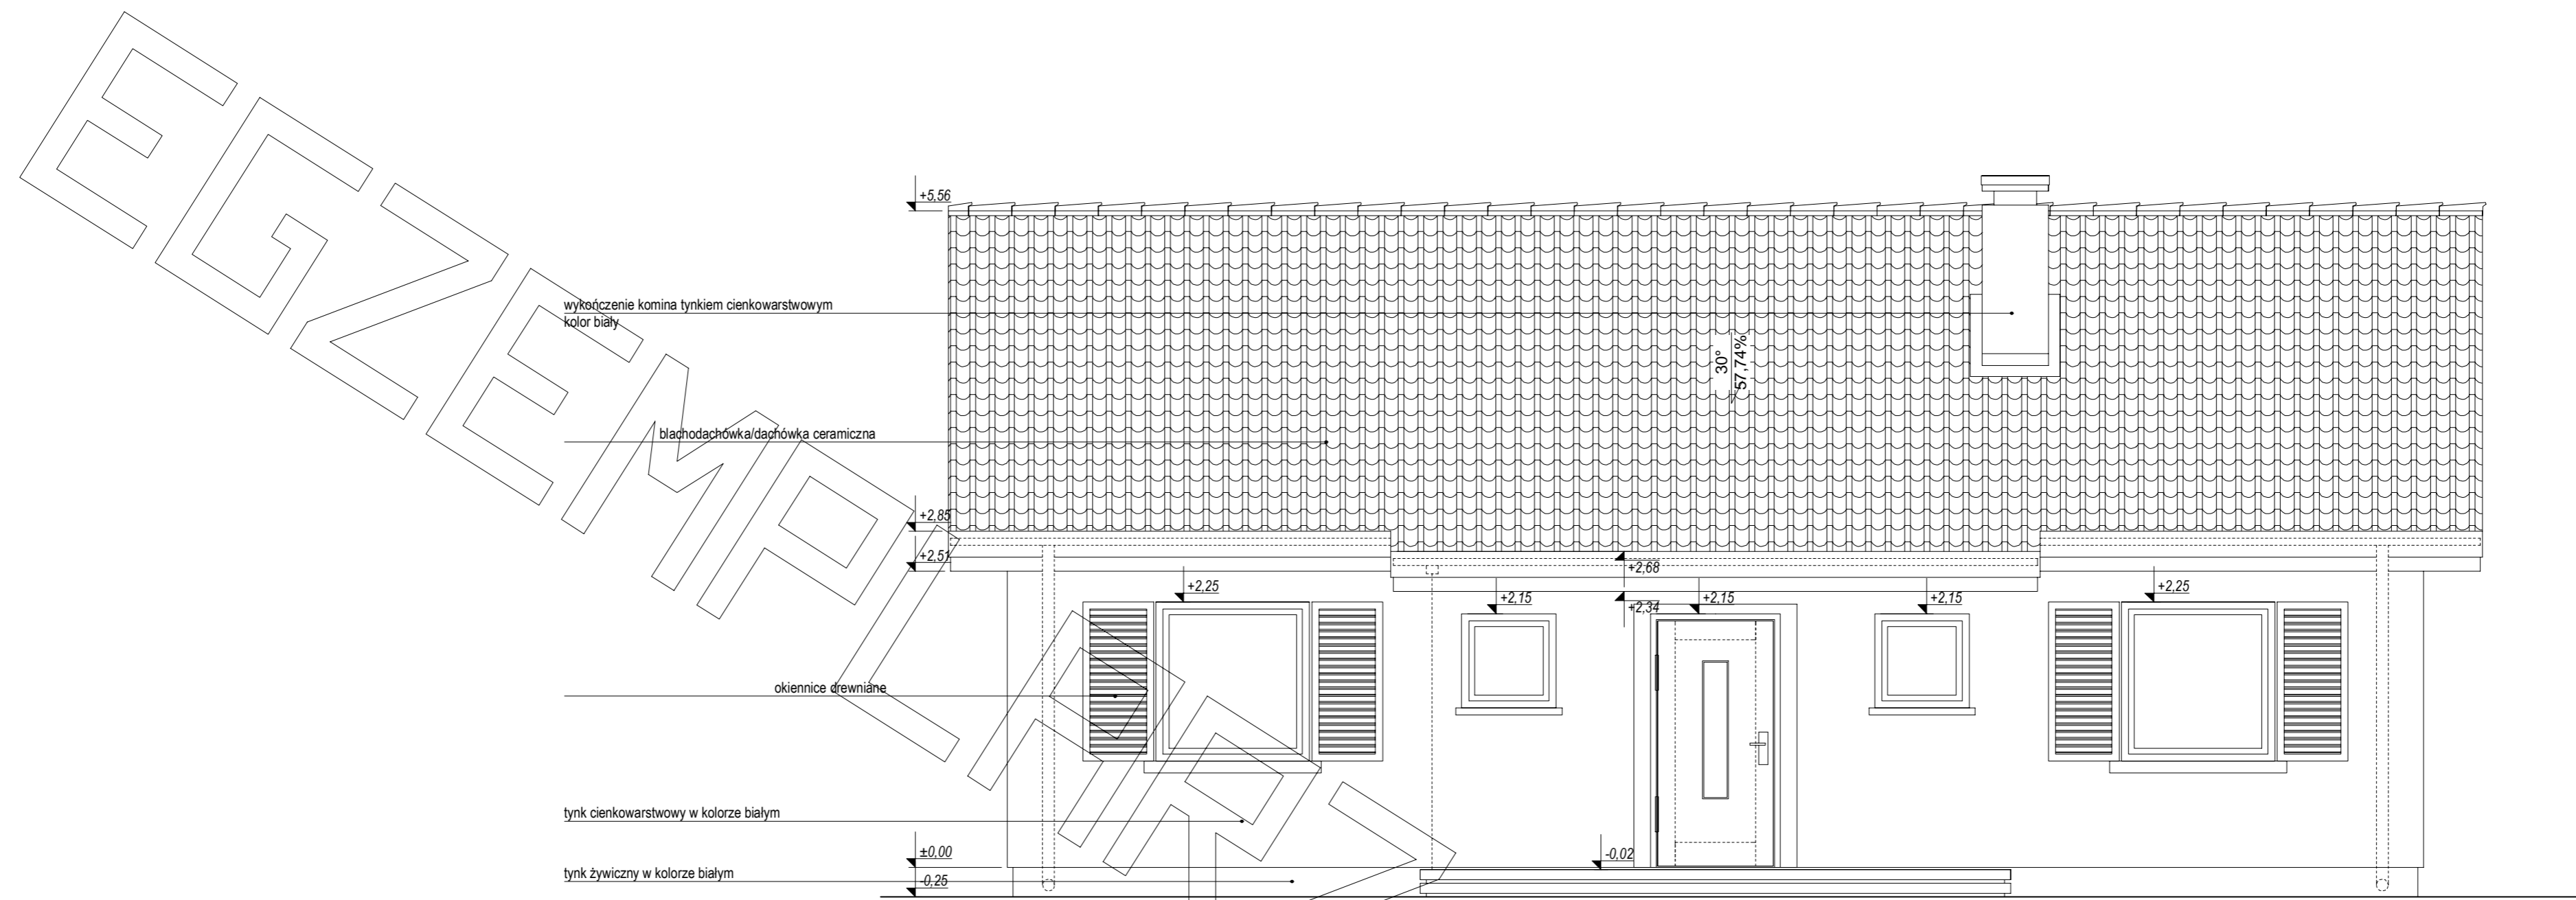 EGZEMPLARZ
+5,56
wykończenie komina tynkiem cienkowarstwowym
kolor biały
30°
57,74%
blachodachówka/dachówka ceramiczna
+2,85
+2,51
+2,68
+2,25
+2,15
+2,34
+2,15
+2,15
+2,25
okiennice drewniane
tynk cienkowarstwowy w kolorze białym
±0,00
-0,02
tynk żywiczny w kolorze białym
-0,25